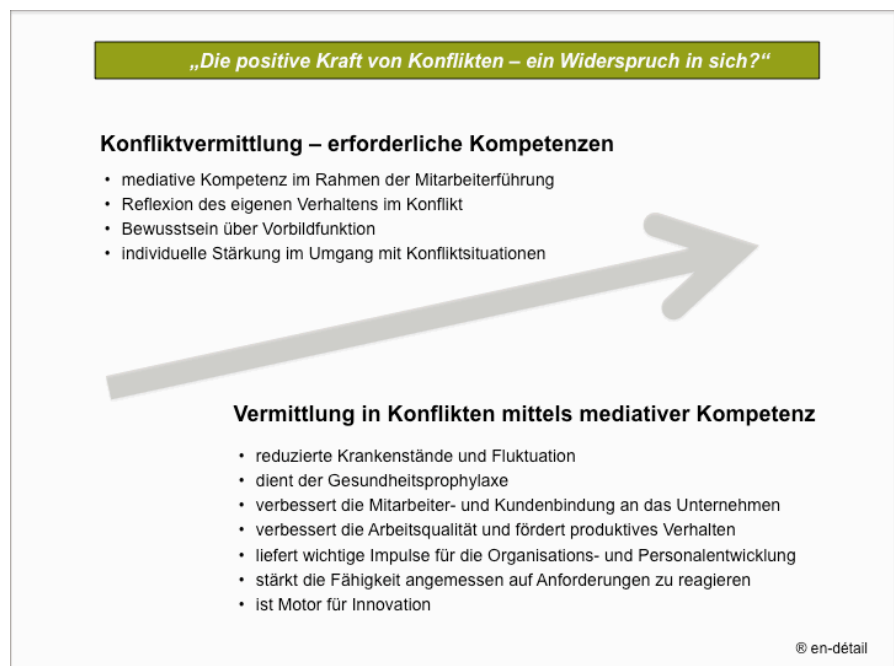 „Die positive Kraft von Konflikten – ein Widerspruch in sich?“
Konfliktvermittlung – erforderliche Kompetenzen
• mediative Kompetenz im Rahmen der Mitarbeiterführung
• Reflexion des eigenen Verhaltens im Konflikt
• Bewusstsein über Vorbildfunktion
• individuelle Stärkung im Umgang mit Konfliktsituationen
Vermittlung in Konflikten mittels mediativer Kompetenz
• reduzierte Krankenstände und Fluktuation
• dient der Gesundheitsprophylaxe
• verbessert die Mitarbeiter- und Kundenbindung an das Unternehmen
• verbessert die Arbeitsqualität und fördert produktives Verhalten
• liefert wichtige Impulse für die Organisations- und Personalentwicklung
• stärkt die Fähigkeit angemessen auf Anforderungen zu reagieren
• ist Motor für Innovation
® en-détail